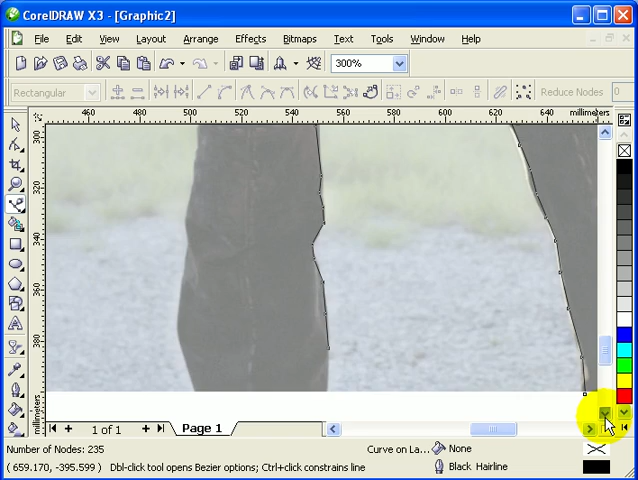 CorelDRAW X3 - [Graphic2]
File Edit View Layout Arrange Effects Bitmaps Text Tools Window Help
300%
Rectangular Reduce Nodes 0
460 480 500 520 540 560 580 600 620 640 millimeters
300
320
340
360
380
millimeters
1 of 1 Page 1
Number of Nodes: 235 Curve on La... None
( 659.170, -395.599 ) Dbl-click tool opens Bezier options; Ctrl+click constrains line Black Hairline